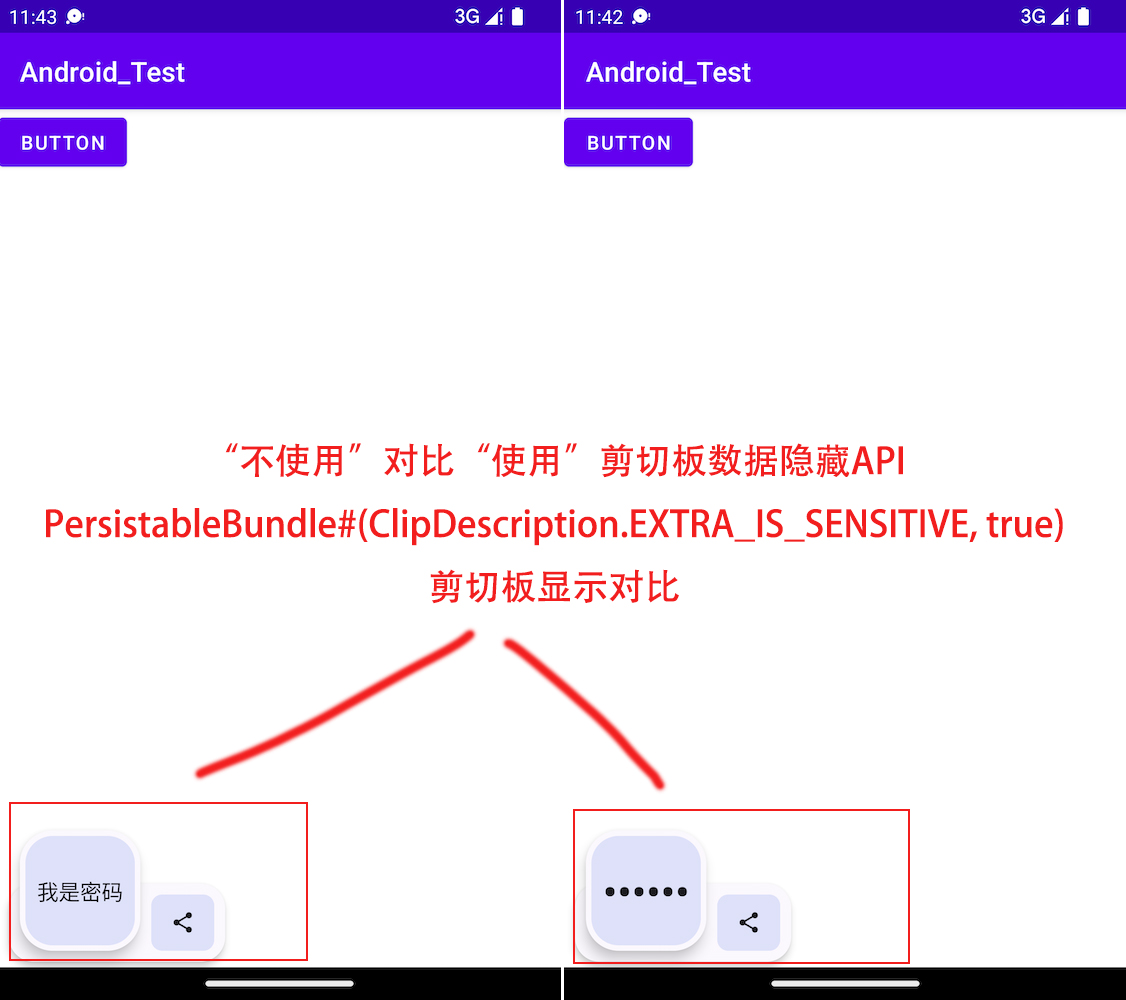 11:43 3G
Android_Test
BUTTON
11:42 3G
Android_Test
BUTTON
“不使用”对比“使用”剪切板数据隐藏API
PersistableBundle#(ClipDescription.EXTRA_IS_SENSITIVE, true)
剪切板显示对比
我是密码
••••••